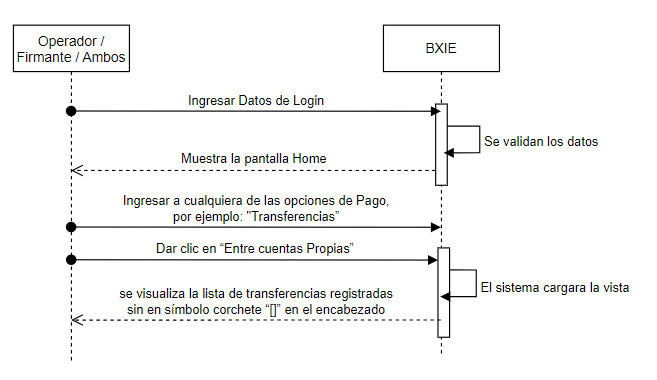 Operador /
Firmante / Ambos
BXIE
Ingresar Datos de Login
Se validan los datos
Muestra la pantalla Home
Ingresar a cualquiera de las opciones de Pago,
por ejemplo: "Transferencias”
Dar clic en “Entre cuentas Propias”
El sistema cargara la vista
se visualiza la lista de transferencias registradas
sin en símbolo corchete “[]” en el encabezado